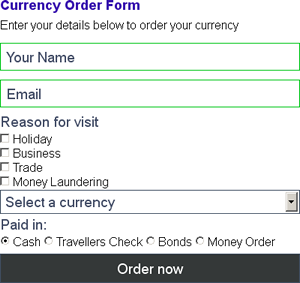 Currency Order Form
Enter your details below to order your currency
Your Name
Email
Reason for visit
Holiday
Business
Trade
Money Laundering
Select a currency
Paid in:
Cash Travellers Check Bonds Money Order
Order now